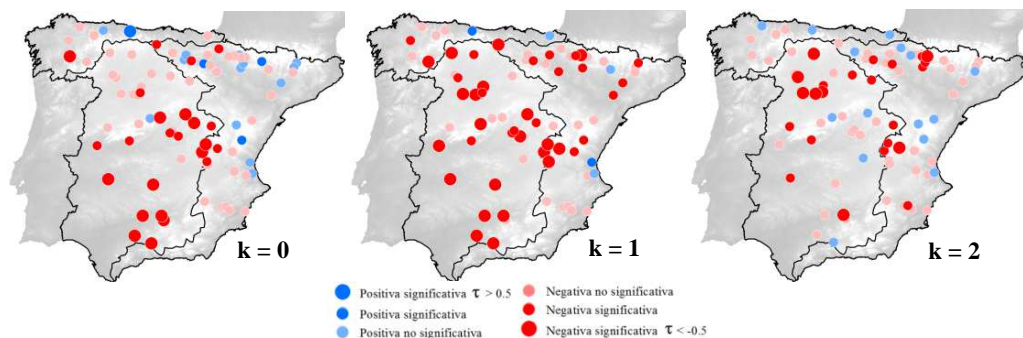 k = 0
k = 1
k = 2
Positiva significativa τ > 0.5
Positiva significativa
Positiva no significativa
Negativa no significativa
Negativa significativa
Negativa significativa τ < -0.5